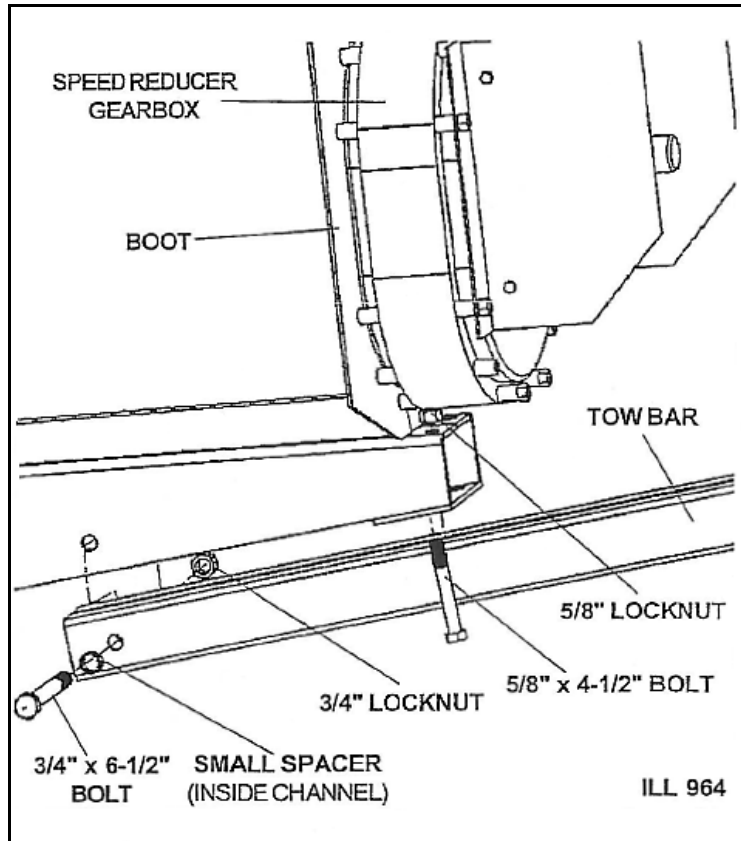 SPEED REDUCER
GEARBOX
BOOT
TOW BAR
5/8" LOCKNUT
5/8" x 4-1/2" BOLT
3/4" LOCKNUT
3/4" x 6-1/2"
BOLT
SMALL SPACER
(INSIDE CHANNEL)
ILL 964